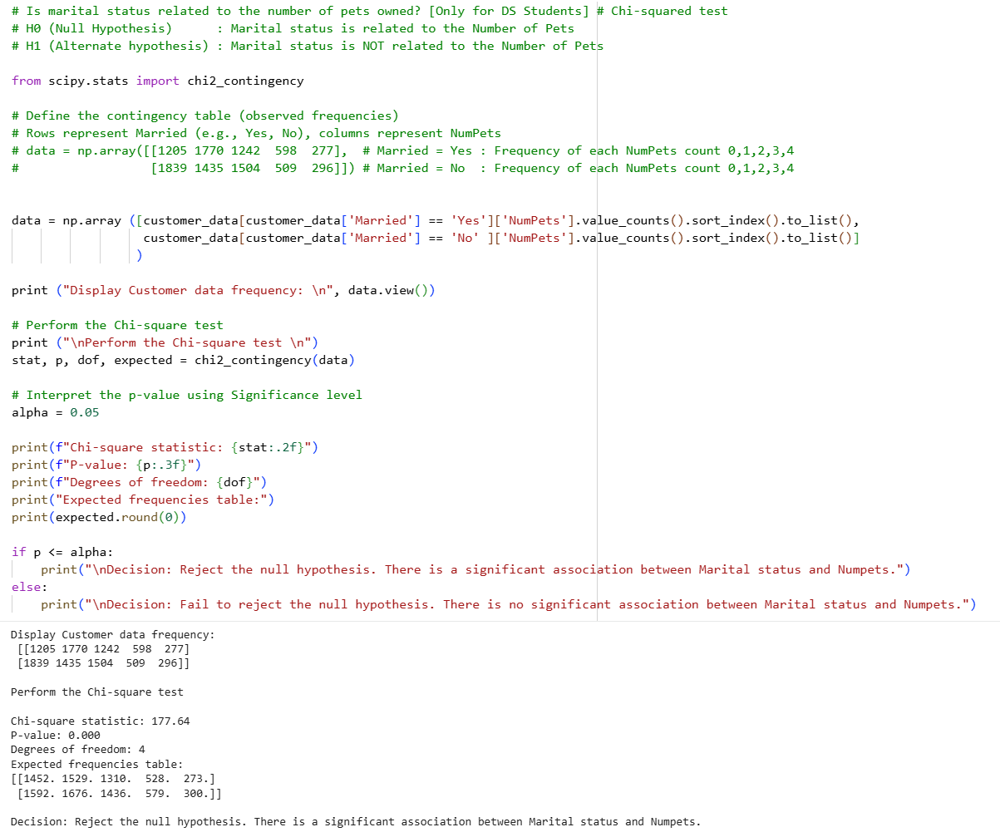 # Is marital status related to the number of pets owned? [Only for DS Students] # Chi-squared test
# H0 (Null Hypothesis)      : Marital status is related to the Number of Pets
# H1 (Alternate hypothesis) : Marital status is NOT related to the Number of Pets
from scipy.stats import chi2_contingency
# Define the contingency table (observed frequencies)
# Rows represent Married (e.g., Yes, No), columns represent NumPets
# data = np.array([[1205 1770 1242  598  277],  # Married = Yes : Frequency of each NumPets count 0,1,2,3,4
#                  [1839 1435 1504  509  296]]) # Married = No  : Frequency of each NumPets count 0,1,2,3,4
data = np.array ([customer_data[customer_data['Married'] == 'Yes']['NumPets'].value_counts().sort_index().to_list(),
                  customer_data[customer_data['Married'] == 'No' ]['NumPets'].value_counts().sort_index().to_list()]
                 )
print ("Display Customer data frequency: \n", data.view())
# Perform the Chi-square test
print ("\nPerform the Chi-square test \n")
stat, p, dof, expected = chi2_contingency(data)
# Interpret the p-value using Significance level
alpha = 0.05
print(f"Chi-square statistic: {stat:.2f}")
print(f"P-value: {p:.3f}")
print(f"Degrees of freedom: {dof}")
print("Expected frequencies table:")
print(expected.round(0))
if p <= alpha:
    print("\nDecision: Reject the null hypothesis. There is a significant association between Marital status and Numpets.")
else:
    print("\nDecision: Fail to reject the null hypothesis. There is no significant association between Marital status and Numpets.")
Display Customer data frequency:
 [[1205 1770 1242  598  277]
 [1839 1435 1504  509  296]]
Perform the Chi-square test
Chi-square statistic: 177.64
P-value: 0.000
Degrees of freedom: 4
Expected frequencies table:
[[1452. 1529. 1310.  528.  273.]
 [1592. 1676. 1436.  579.  300.]]
Decision: Reject the null hypothesis. There is a significant association between Marital status and Numpets.